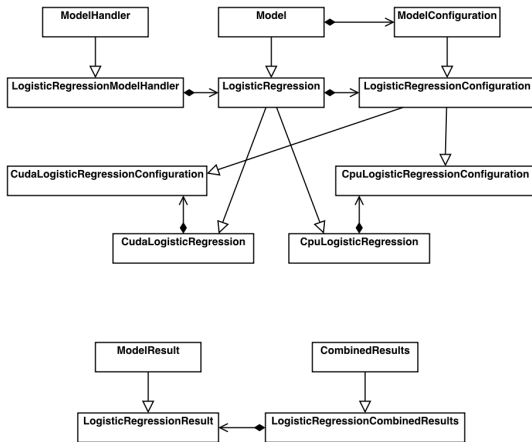 ModelHandler
Model
ModelConfiguration
LogisticRegressionModelHandler
LogisticRegression
LogisticRegressionConfiguration
CudaLogisticRegressionConfiguration
CpuLogisticRegressionConfiguration
CudaLogisticRegression
CpuLogisticRegression
ModelResult
CombinedResults
LogisticRegressionResult
LogisticRegressionCombinedResults